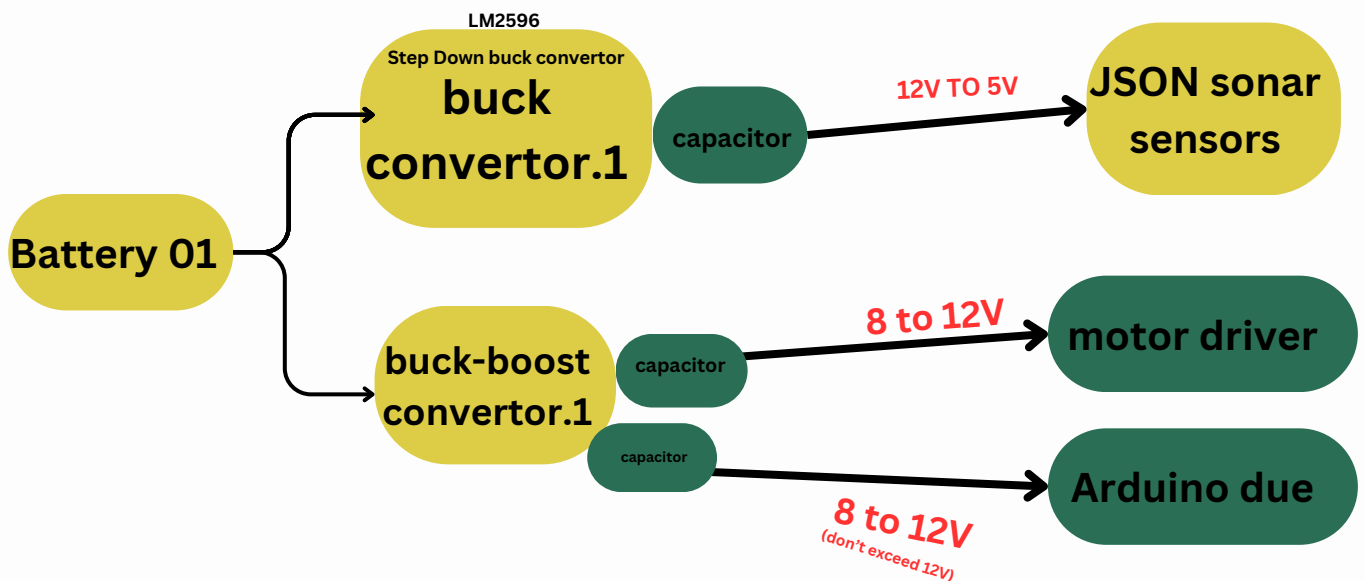 LM2596
Step Down buck convertor
buck
convertor.1
capacitor
12V TO 5V
JSON sonar
sensors
Battery 01
buck-boost
convertor.1
capacitor
8 to 12V
motor driver
capacitor
8 to 12V
(don't exceed 12V)
Arduino due